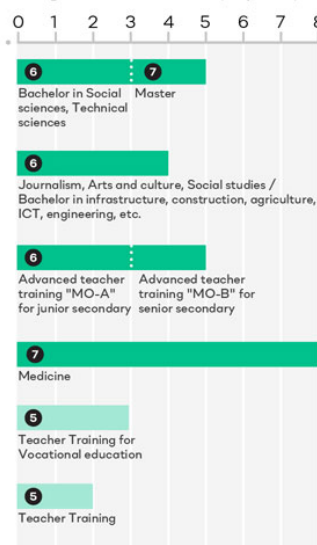 0 1 2 3 4 5 6 7
6 7
Bachelor in Social Master
sciences, Technical
sciences
6
Journalism, Arts and culture, Social studies /
Bachelor in infrastructure, construction, agriculture,
ICT, engineering, etc.
6
Advanced teacher Advanced teacher
training "MO-A" training "MO-B" for
for junior secondary senior secondary
7
Medicine
5
Teacher Training for
Vocational education
5
Teacher Training